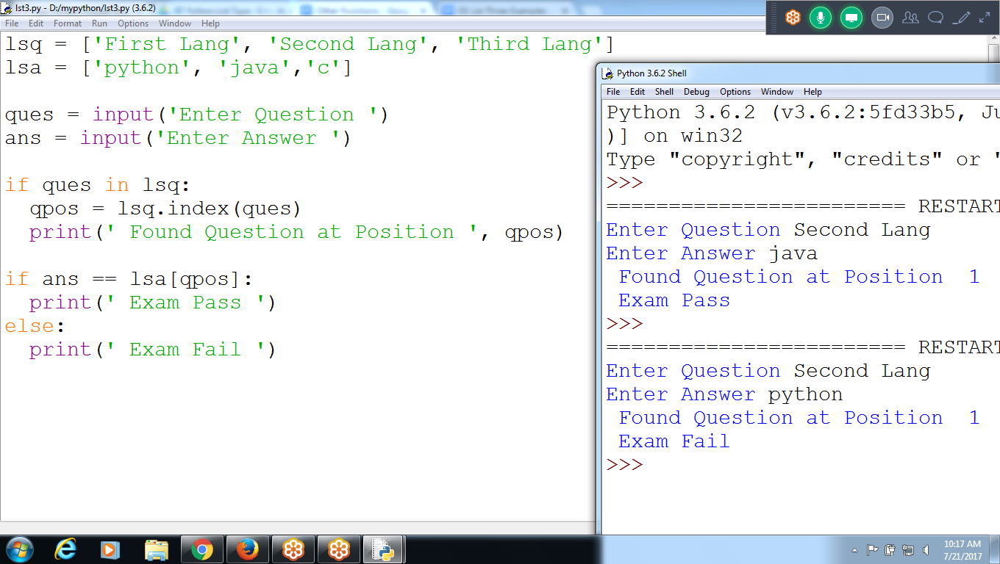 lst3.py - D:/mypython/lst3.py (3.6.2)
File Edit Format Run Options Window Help
lsq = ['First Lang', 'Second Lang', 'Third Lang']
lsa = ['python', 'java','c']
ques = input('Enter Question ')
ans = input('Enter Answer ')
if ques in lsq:
  qpos = lsq.index(ques)
  print(' Found Question at Position ', qpos)
if ans == lsa[qpos]:
  print(' Exam Pass ')
else:
  print(' Exam Fail ')
Python 3.6.2 Shell
File Edit Shell Debug Options Window Help
Python 3.6.2 (v3.6.2:5fd33b5, Ju
)] on win32
Type "copyright", "credits" or "
>>>
======================== RESTART
Enter Question Second Lang
Enter Answer java
 Found Question at Position  1
 Exam Pass
>>>
======================== RESTART
Enter Question Second Lang
Enter Answer python
 Found Question at Position  1
 Exam Fail
>>>
10:17 AM
7/21/2017